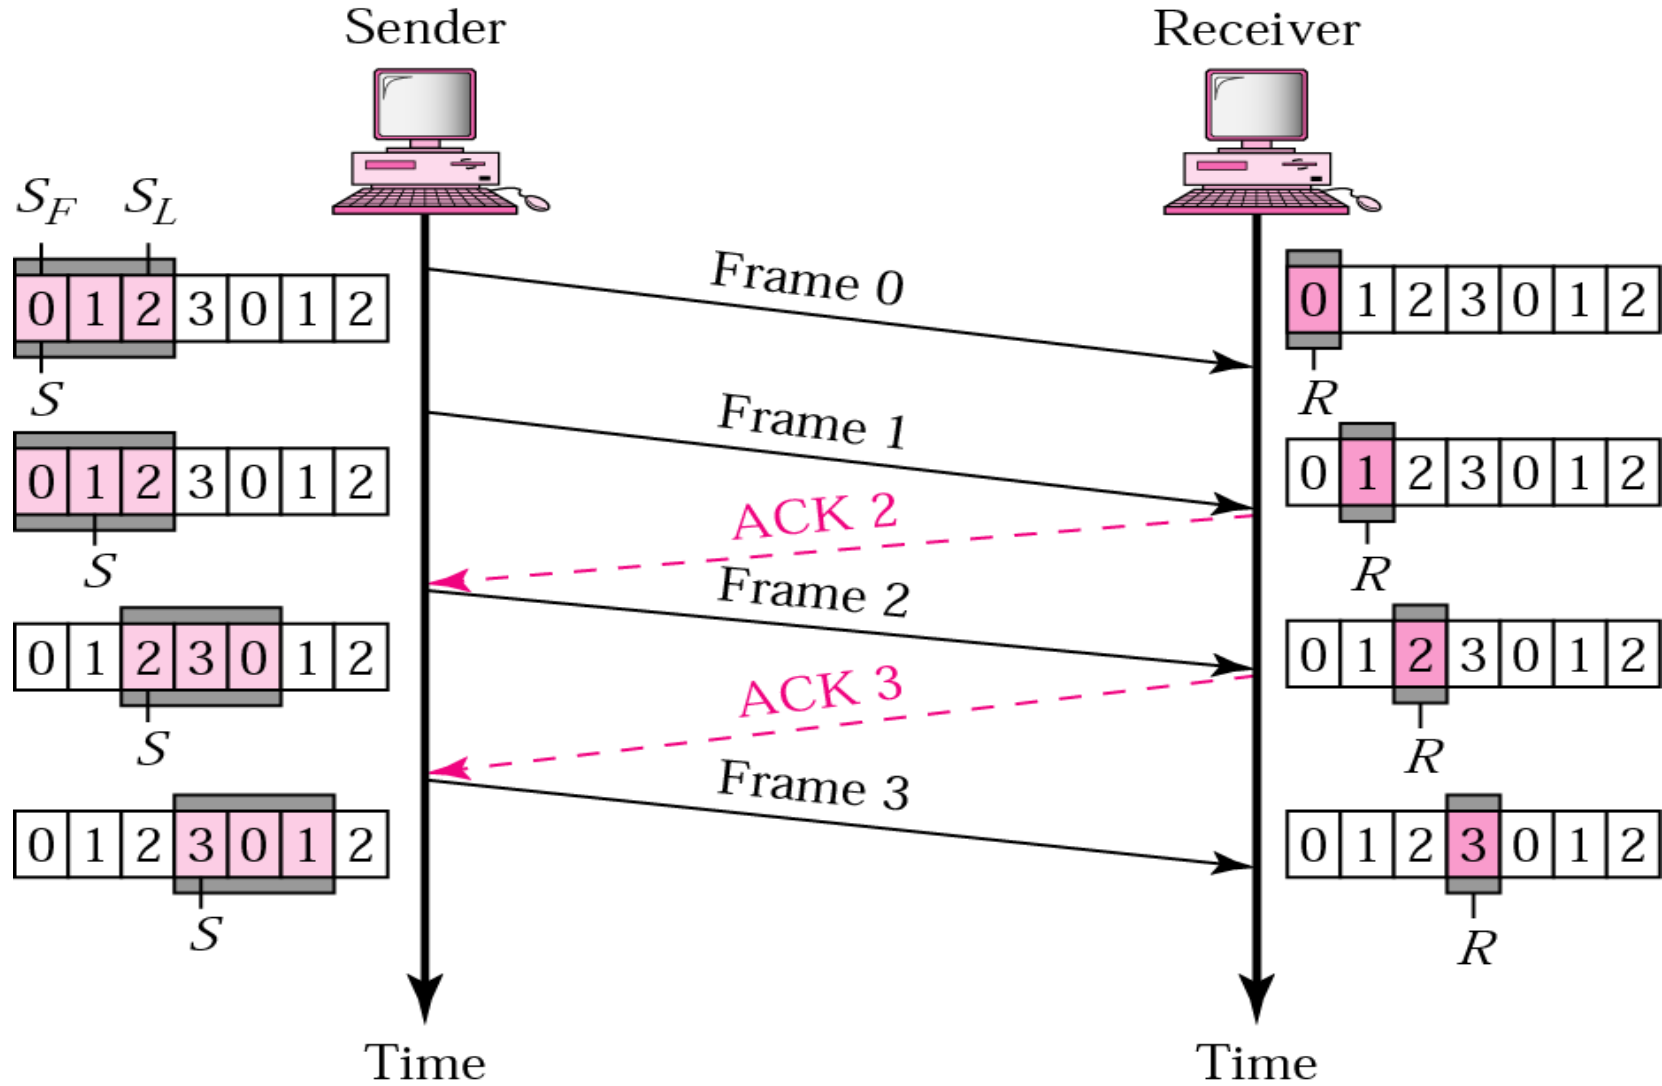 Sender
Receiver
S_F S_L
0 1 2 3 0 1 2
S
Frame 0
0 1 2 3 0 1 2
R
0 1 2 3 0 1 2
S
Frame 1
0 1 2 3 0 1 2
R
ACK 2
0 1 2 3 0 1 2
S
Frame 2
0 1 2 3 0 1 2
R
ACK 3
0 1 2 3 0 1 2
S
Frame 3
0 1 2 3 0 1 2
R
Time
Time